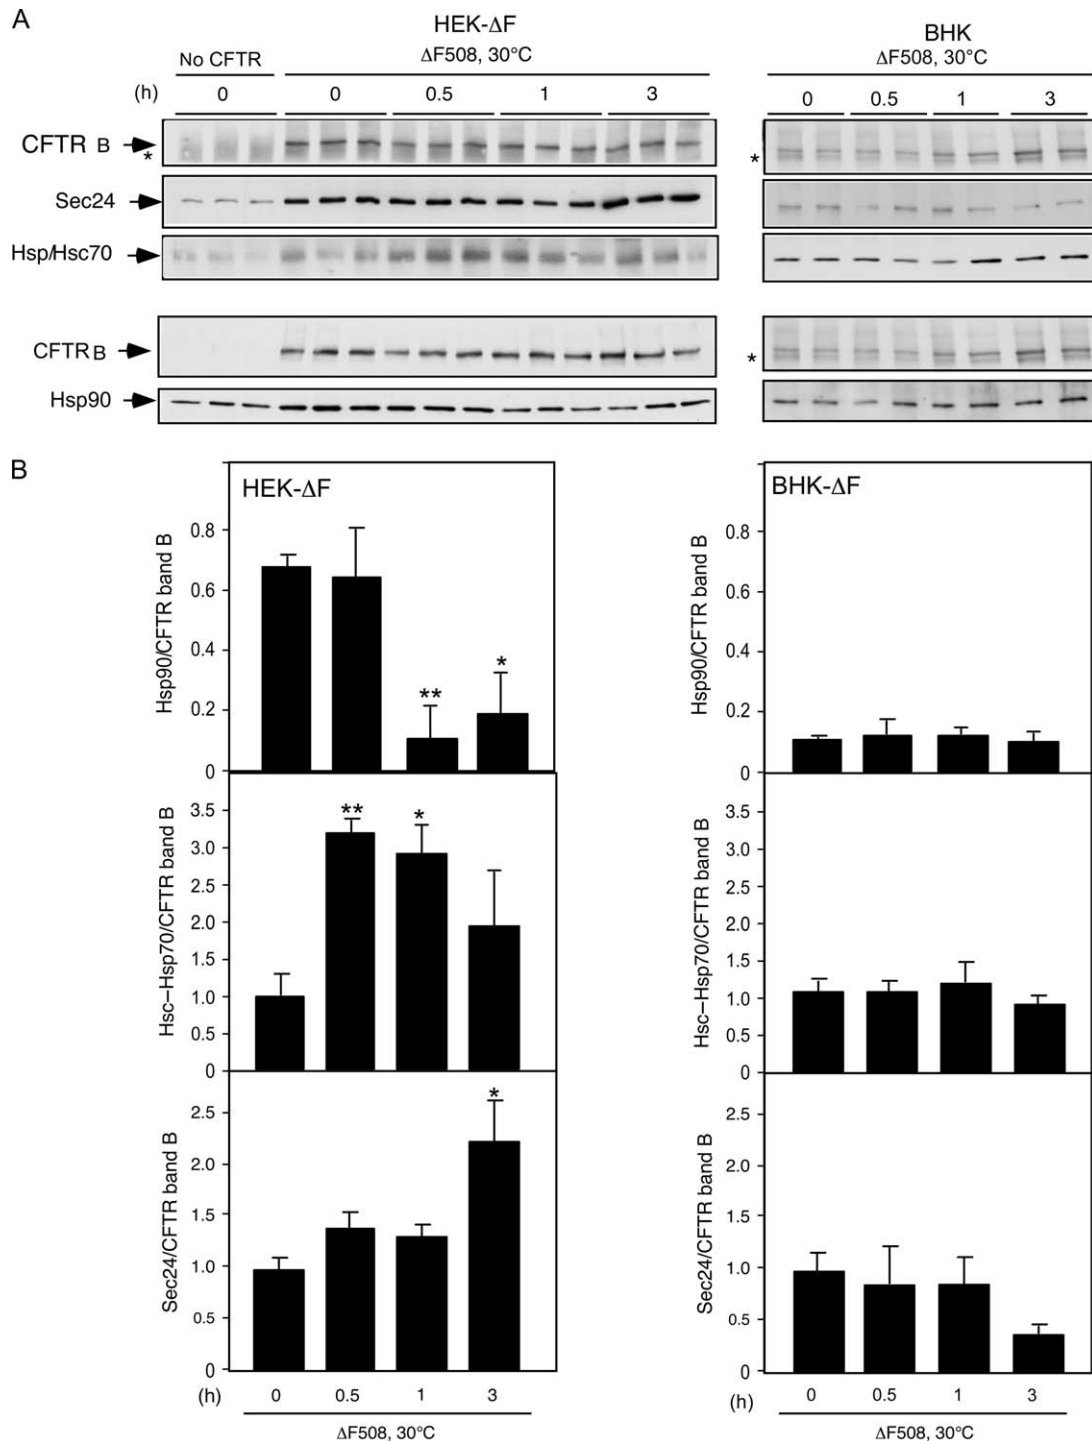 A
HEK-ΔF
ΔF508, 30°C
No CFTR
BHK
ΔF508, 30°C
(h) 0 0 0.5 1 3 0 0.5 1 3
CFTR B
* *
Sec24
Hsp/Hsc70
CFTR B
*
Hsp90
B
HEK-ΔF
Hsp90/CFTR band B
0.8
0.6
0.4
0.2
0
** *
BHK-ΔF
Hsp90/CFTR band B
0.8
0.6
0.4
0.2
0
Hsc–Hsp70/CFTR band B
3.5
3.0
2.5
2.0
1.5
1.0
0.5
0
** *
Hsc–Hsp70/CFTR band B
3.5
3.0
2.5
2.0
1.5
1.0
0.5
0
Sec24/CFTR band B
2.5
2.0
1.5
1.0
0.5
0
*
Sec24/CFTR band B
2.5
2.0
1.5
1.0
0.5
0
(h) 0 0.5 1 3
ΔF508, 30°C
(h) 0 0.5 1 3
ΔF508, 30°C